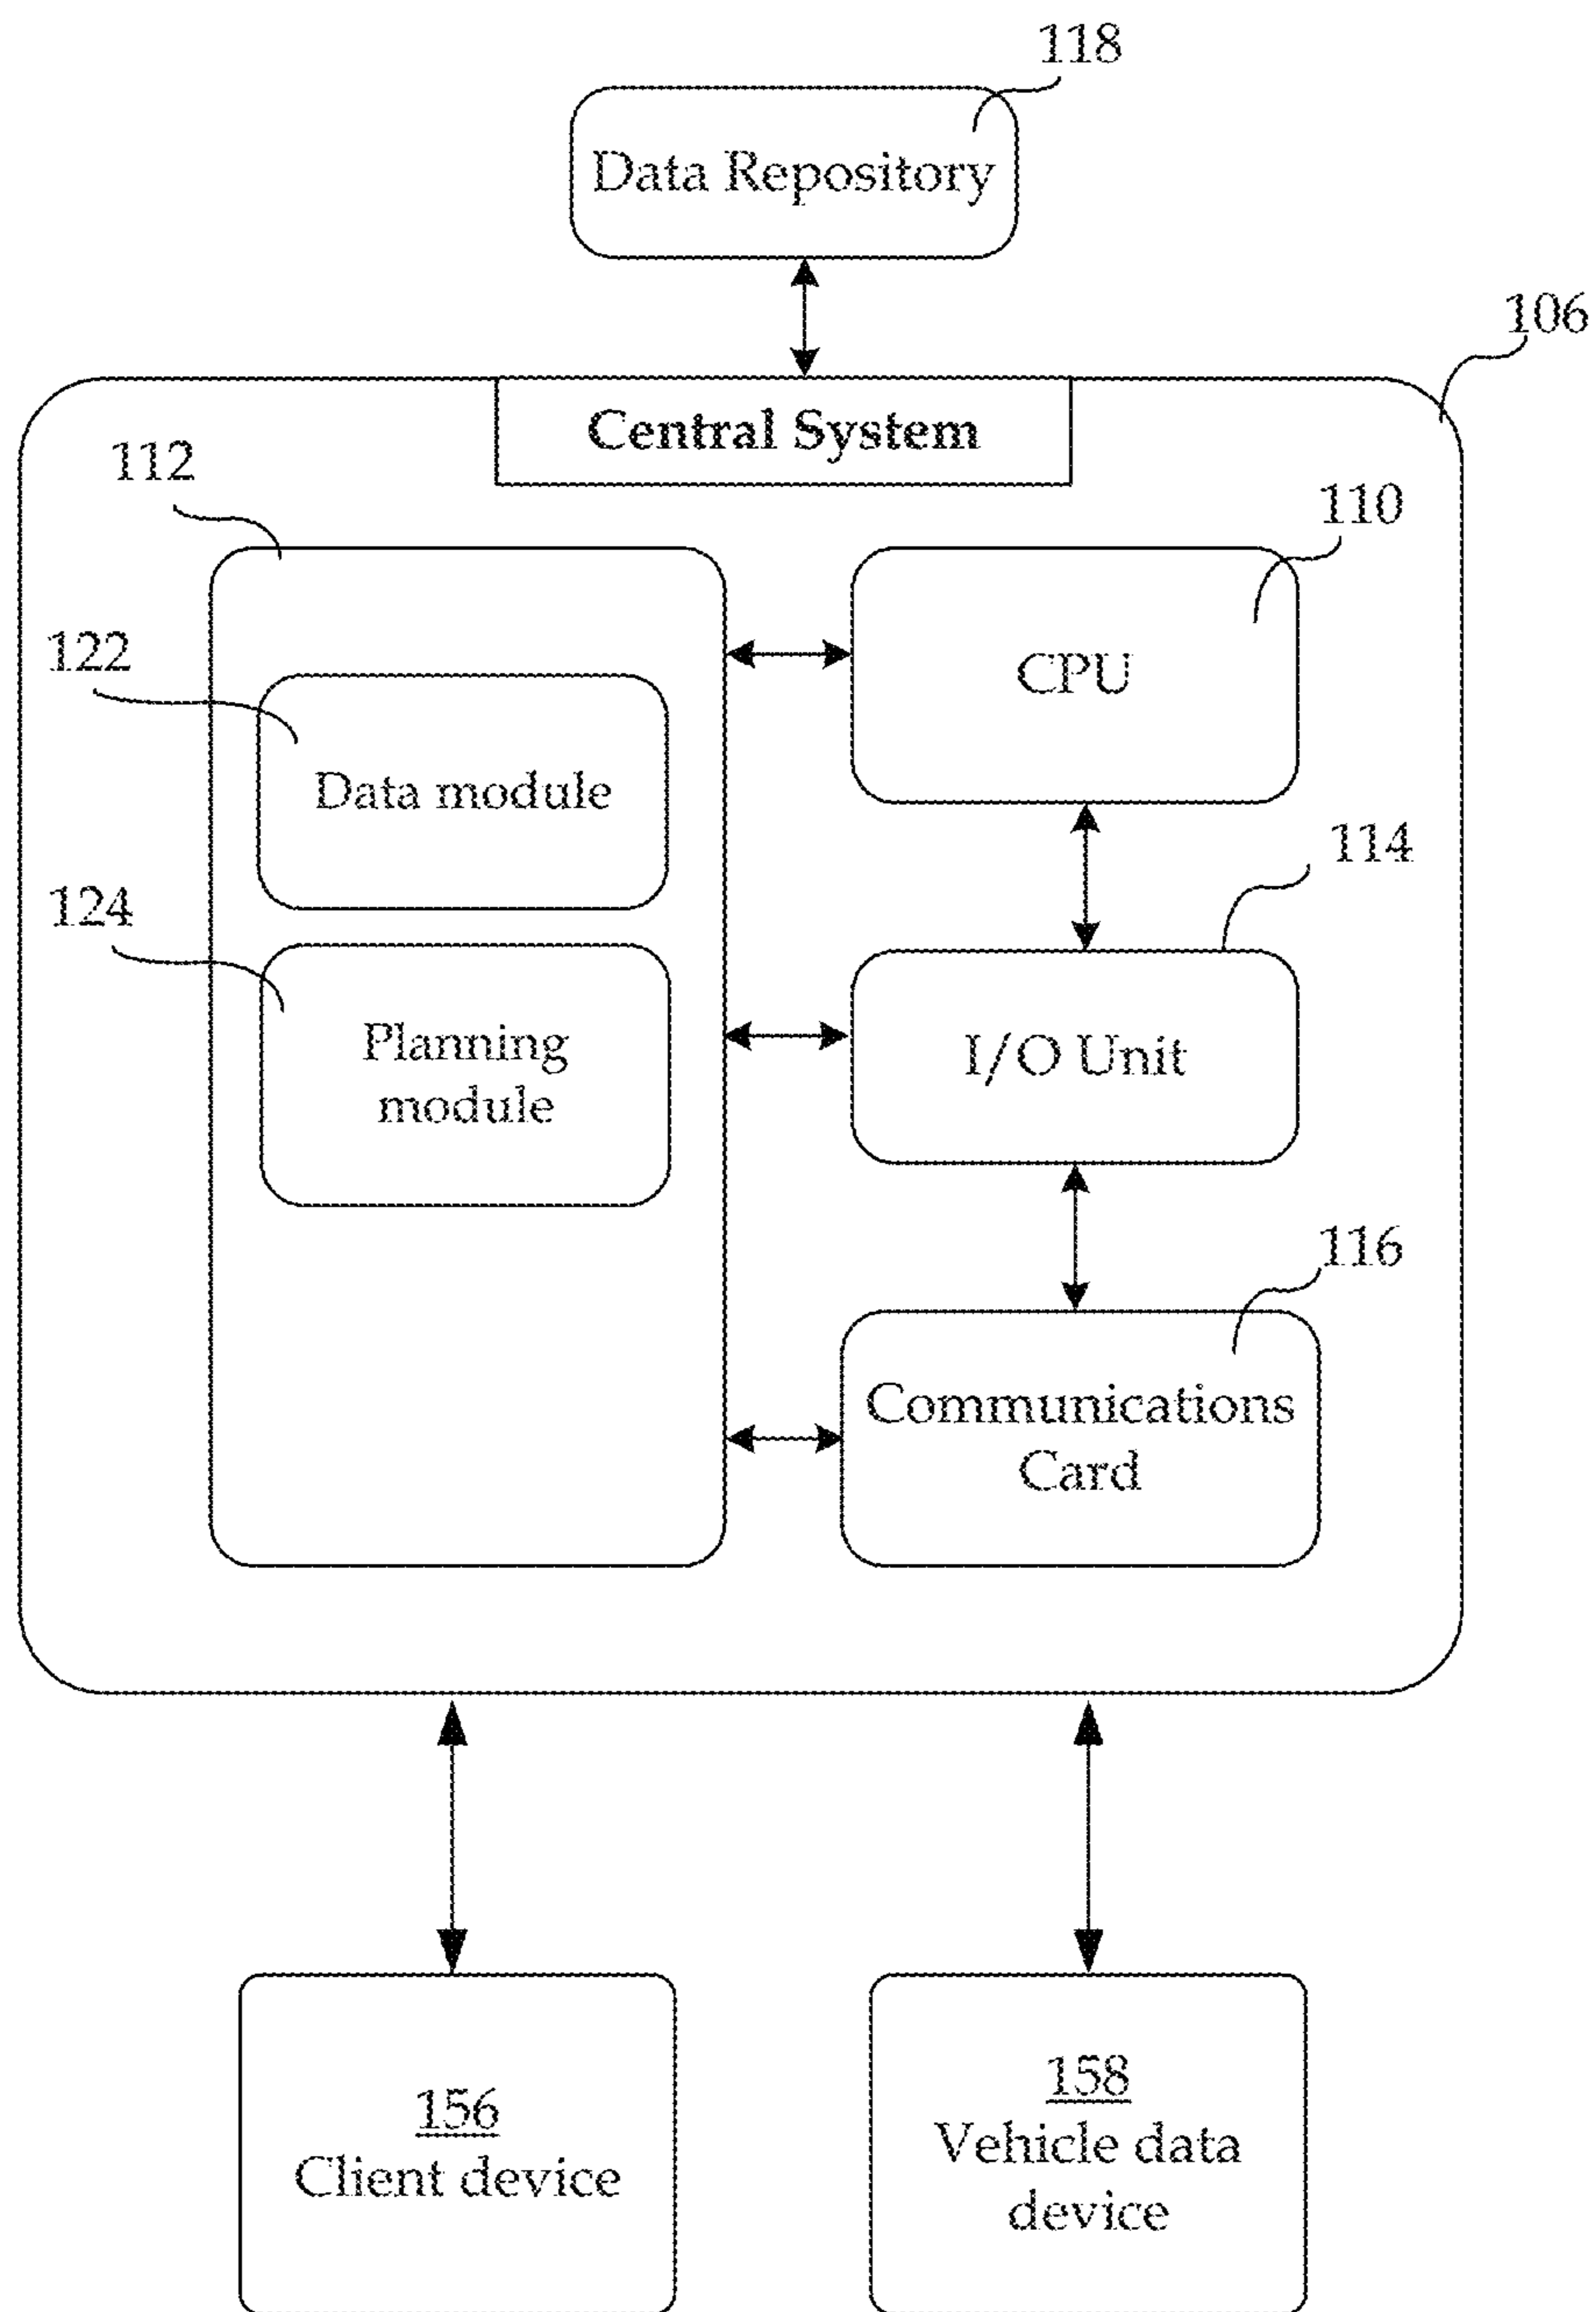 118
Data Repository
106
Central System
112
110
122
CPU
Data module
114
124
Planning
module
I/O Unit
116
Communications
Card
156
Client device
158
Vehicle data
device